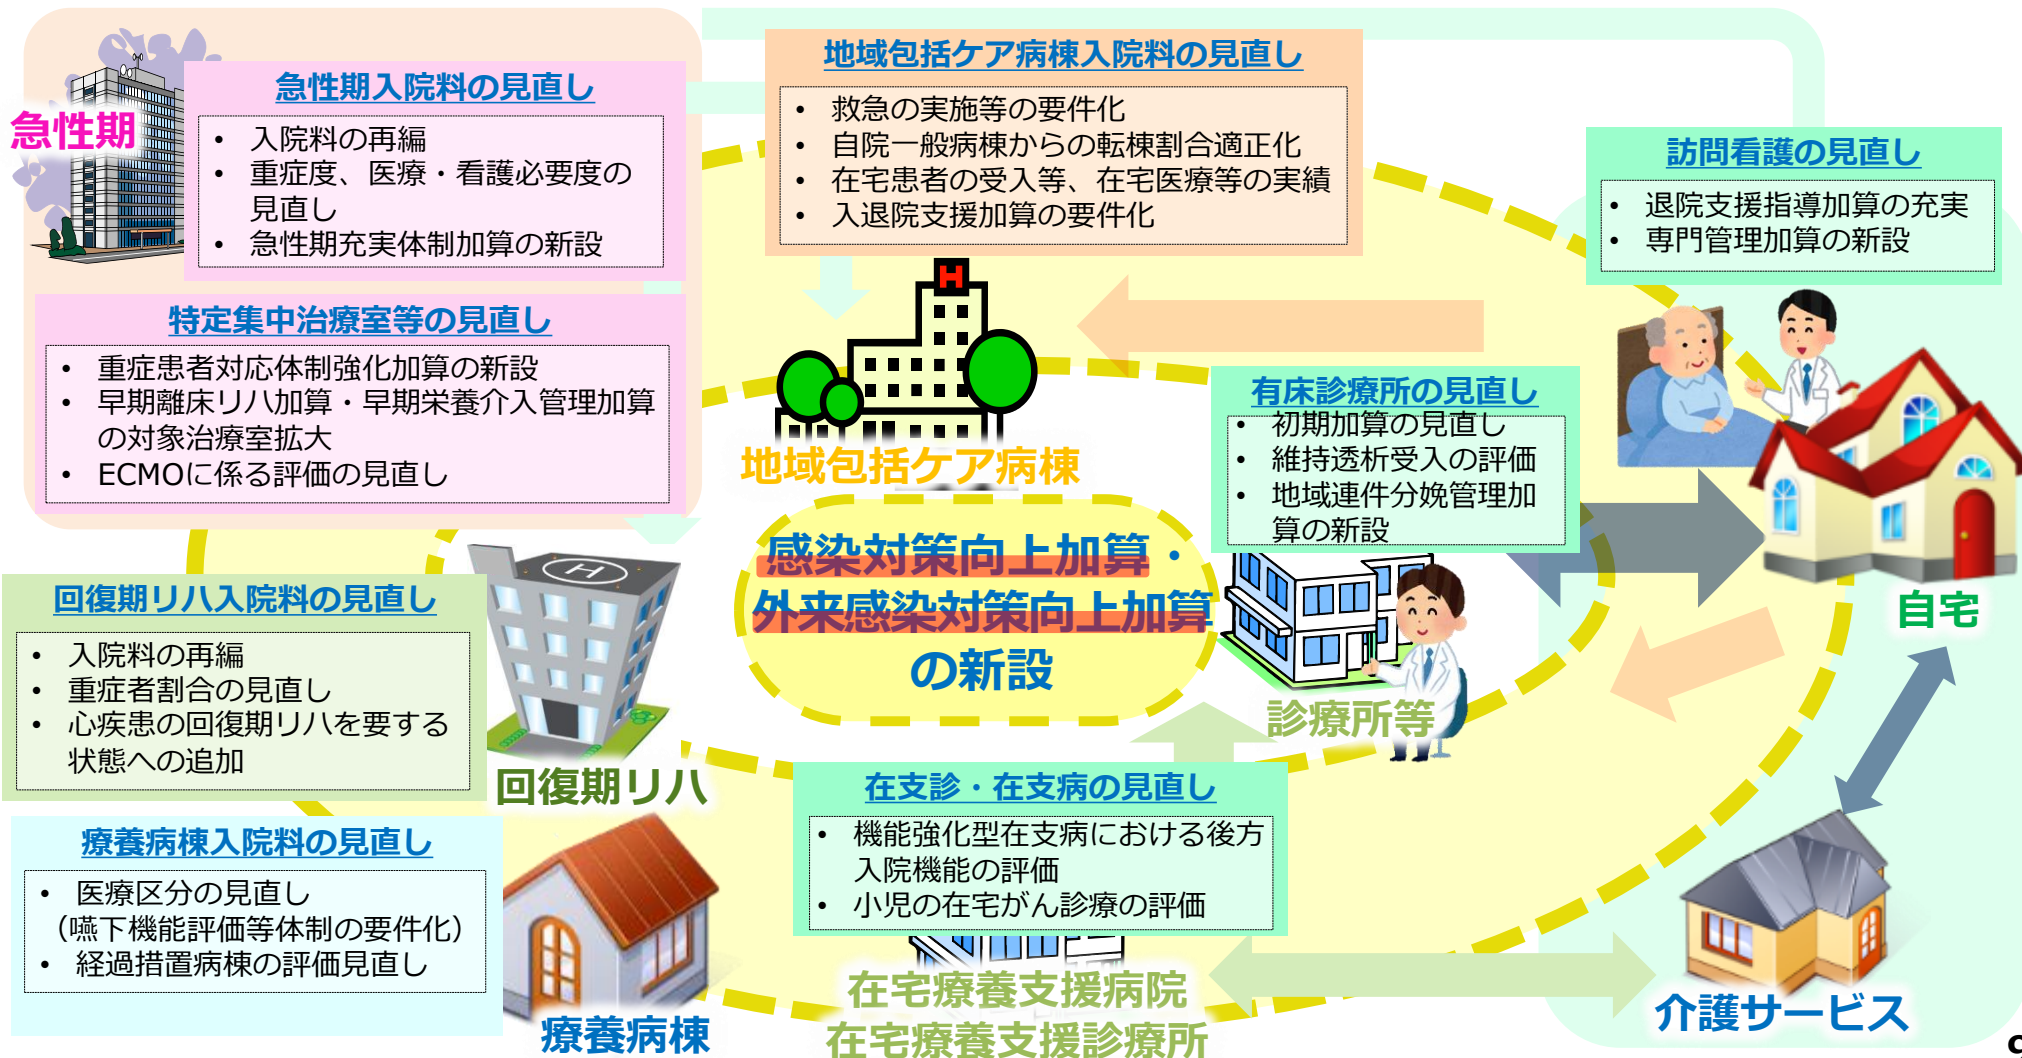 急性期
急性期入院料の見直し
• 入院料の再編
• 重症度、医療・看護必要度の
見直し
• 急性期充実体制加算の新設
特定集中治療室等の見直し
• 重症患者対応体制強化加算の新設
• 早期離床リハ加算・早期栄養介入管理加算
の対象治療室拡大
• ECMOに係る評価の見直し
地域包括ケア病棟入院料の見直し
• 救急の実施等の要件化
• 自院一般病棟からの転棟割合適正化
• 在宅患者の受入等、在宅医療等の実績
• 入退院支援加算の要件化
H
地域包括ケア病棟
訪問看護の見直し
• 退院支援指導加算の充実
• 専門管理加算の新設
有床診療所の見直し
• 初期加算の見直し
• 維持透析受入の評価
• 地域連件分娩管理加
算の新設
自宅
感染対策向上加算・
外来感染対策向上加算
の新設
診療所等
H
回復期リハ入院料の見直し
• 入院料の再編
• 重症者割合の見直し
• 心疾患の回復期リハを要する
状態への追加
回復期リハ
療養病棟入院料の見直し
• 医療区分の見直し
（嚥下機能評価等体制の要件化）
• 経過措置病棟の評価見直し
療養病棟
在支診・在支病の見直し
• 機能強化型在支病における後方
入院機能の評価
• 小児の在宅がん診療の評価
在宅療養支援病院
在宅療養支援診療所
介護サービス